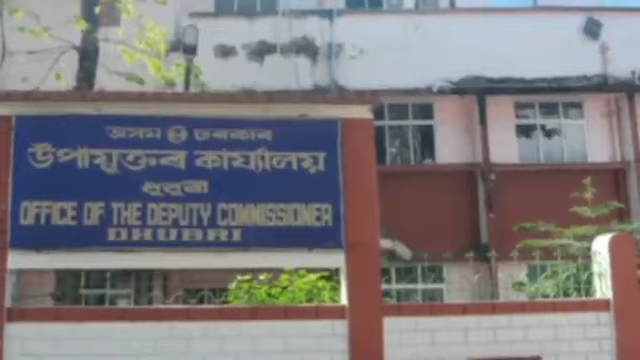 অসম চৰকাৰ
উপায়ুক্তৰ কাৰ্য্যালয়
ধুবুৰী
OFFICE OF THE DEPUTY COMMISSIONER
DHUBRI